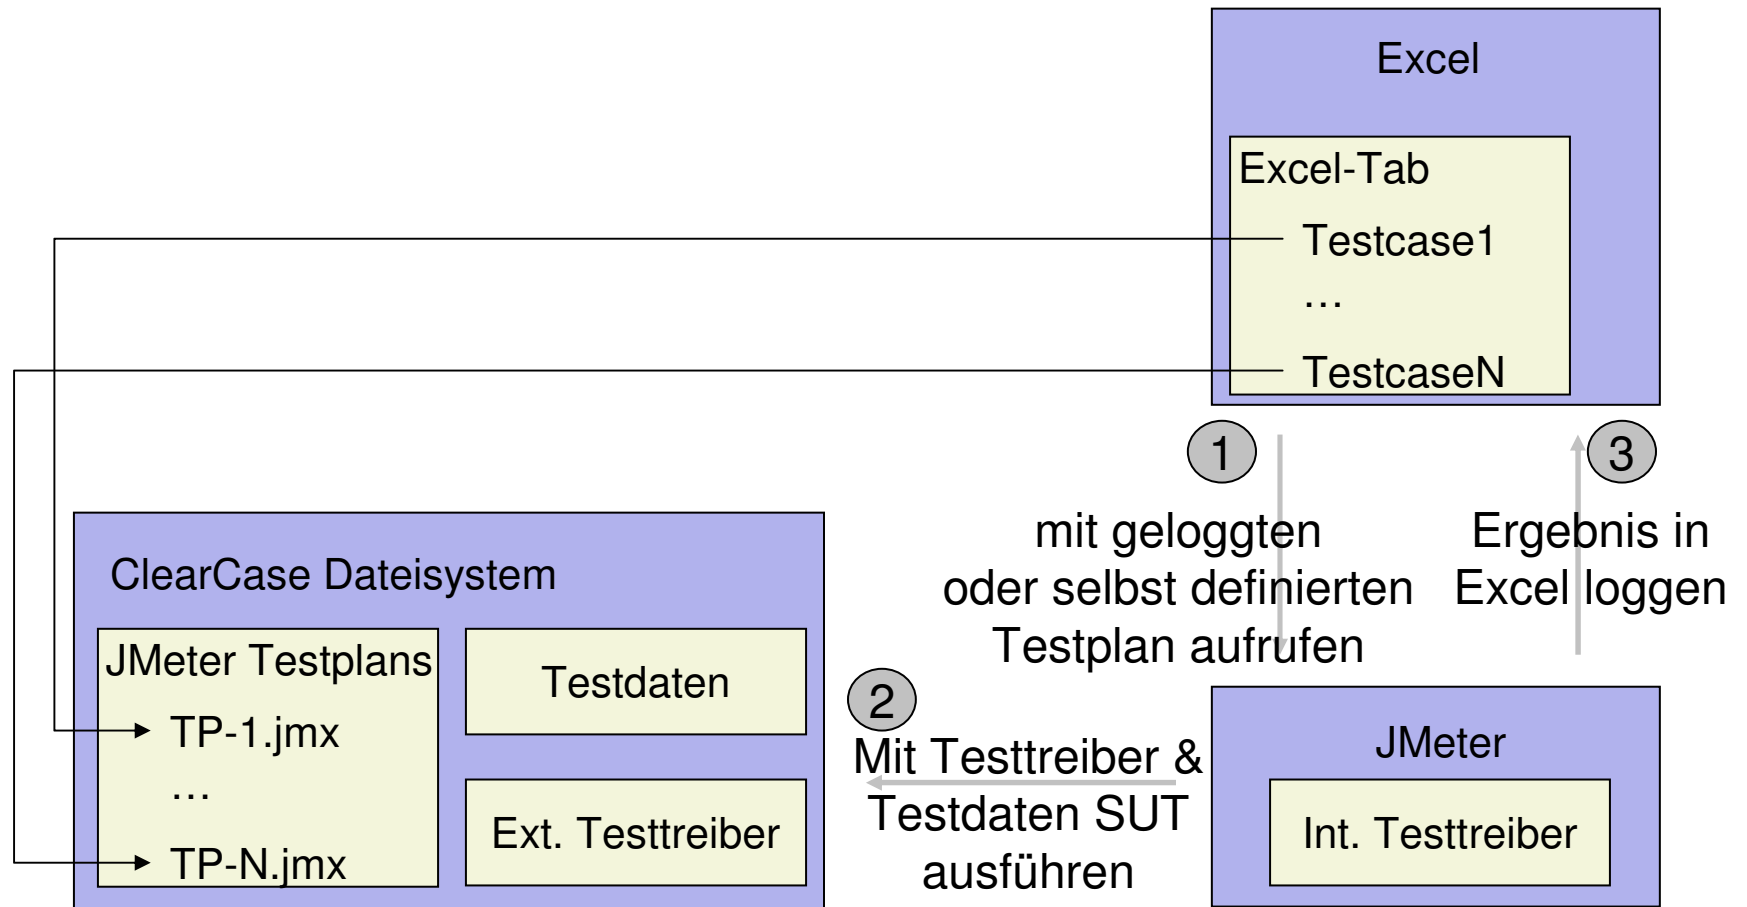 Excel
Excel-Tab
Testcase1
…
TestcaseN
1
3
mit geloggten
oder selbst definierten
Testplan aufrufen
Ergebnis in
Excel loggen
ClearCase Dateisystem
JMeter Testplans
TP-1.jmx
…
TP-N.jmx
Testdaten
Ext. Testtreiber
2
Mit Testtreiber &
Testdaten SUT
ausführen
JMeter
Int. Testtreiber